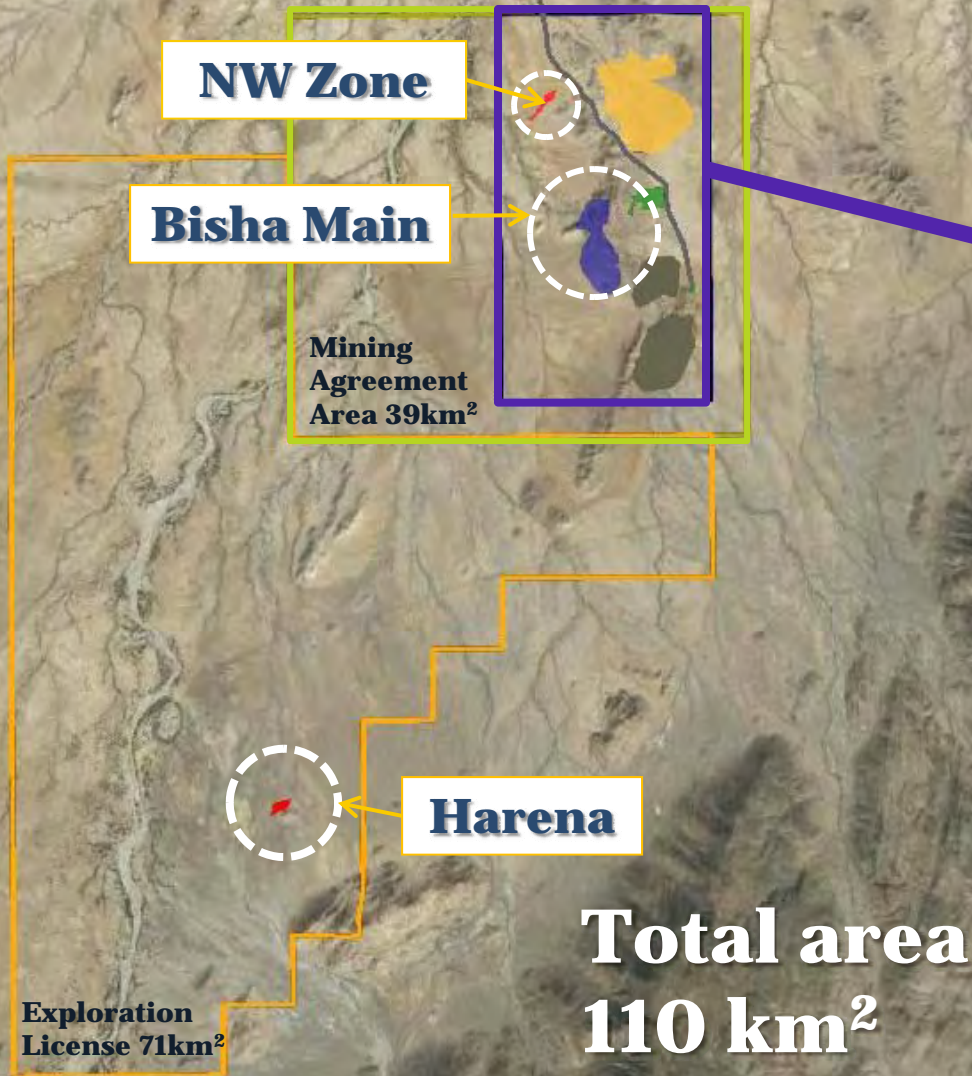 NW Zone
Bisha Main
Mining
Agreement
Area 39km²
Harena
Total area
110 km²
Exploration
License 71km²